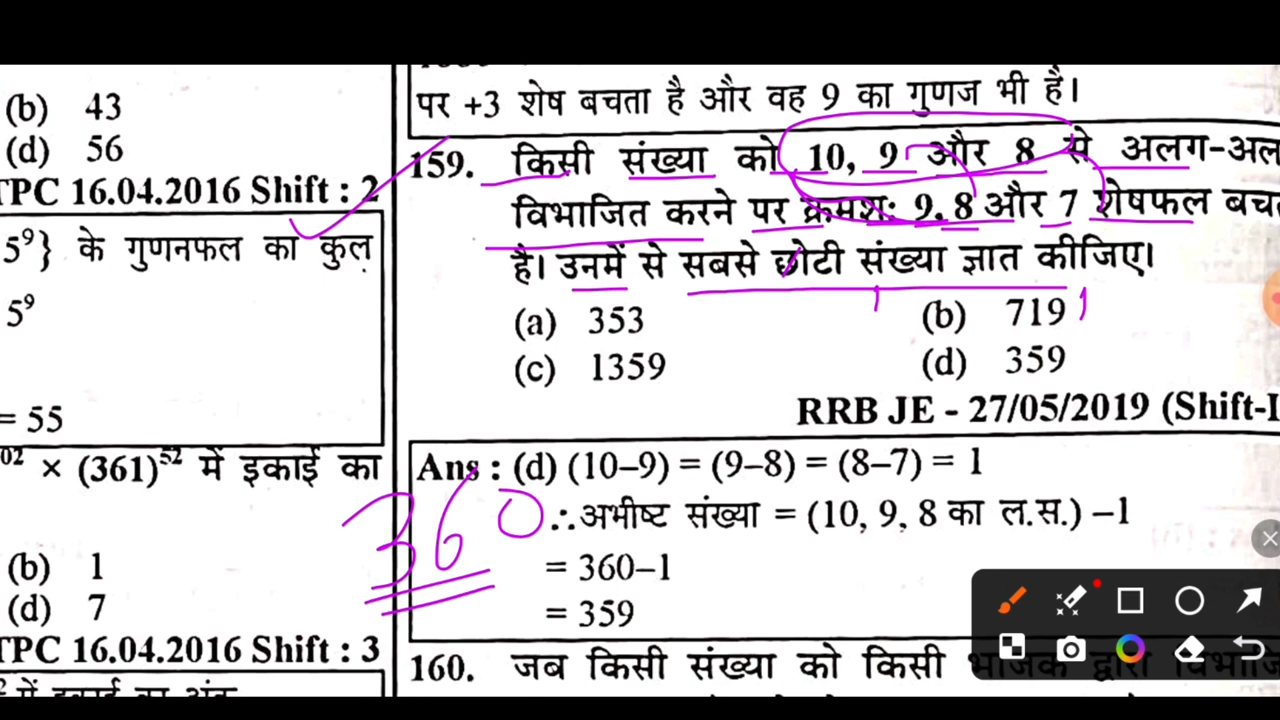 (b) 43
(d) 56
TPC 16.04.2016 Shift : 2
5⁹} के गुणनफल का कुल
5⁹
= 55
× (361)⁵² में इकाई का
(b) 1
(d) 7
TPC 16.04.2016 Shift : 3
में इकाई का अंक
पर +3 शेष बचता है और वह 9 का गुणज भी है।
159. किसी संख्या को 10, 9 और 8 से अलग-अल
विभाजित करने पर क्रमश: 9, 8 और 7 शेषफल बचत
है। उनमें से सबसे छोटी संख्या ज्ञात कीजिए।
(a) 353 (b) 719
(c) 1359 (d) 359
RRB JE - 27/05/2019 (Shift-I
Ans : (d) (10–9) = (9–8) = (8–7) = 1
∴ अभीष्ट संख्या = (10, 9, 8 का ल.स.) –1
= 360–1
= 359
360
160. जब किसी संख्या को किसी भाजक द्वारा विभाजि